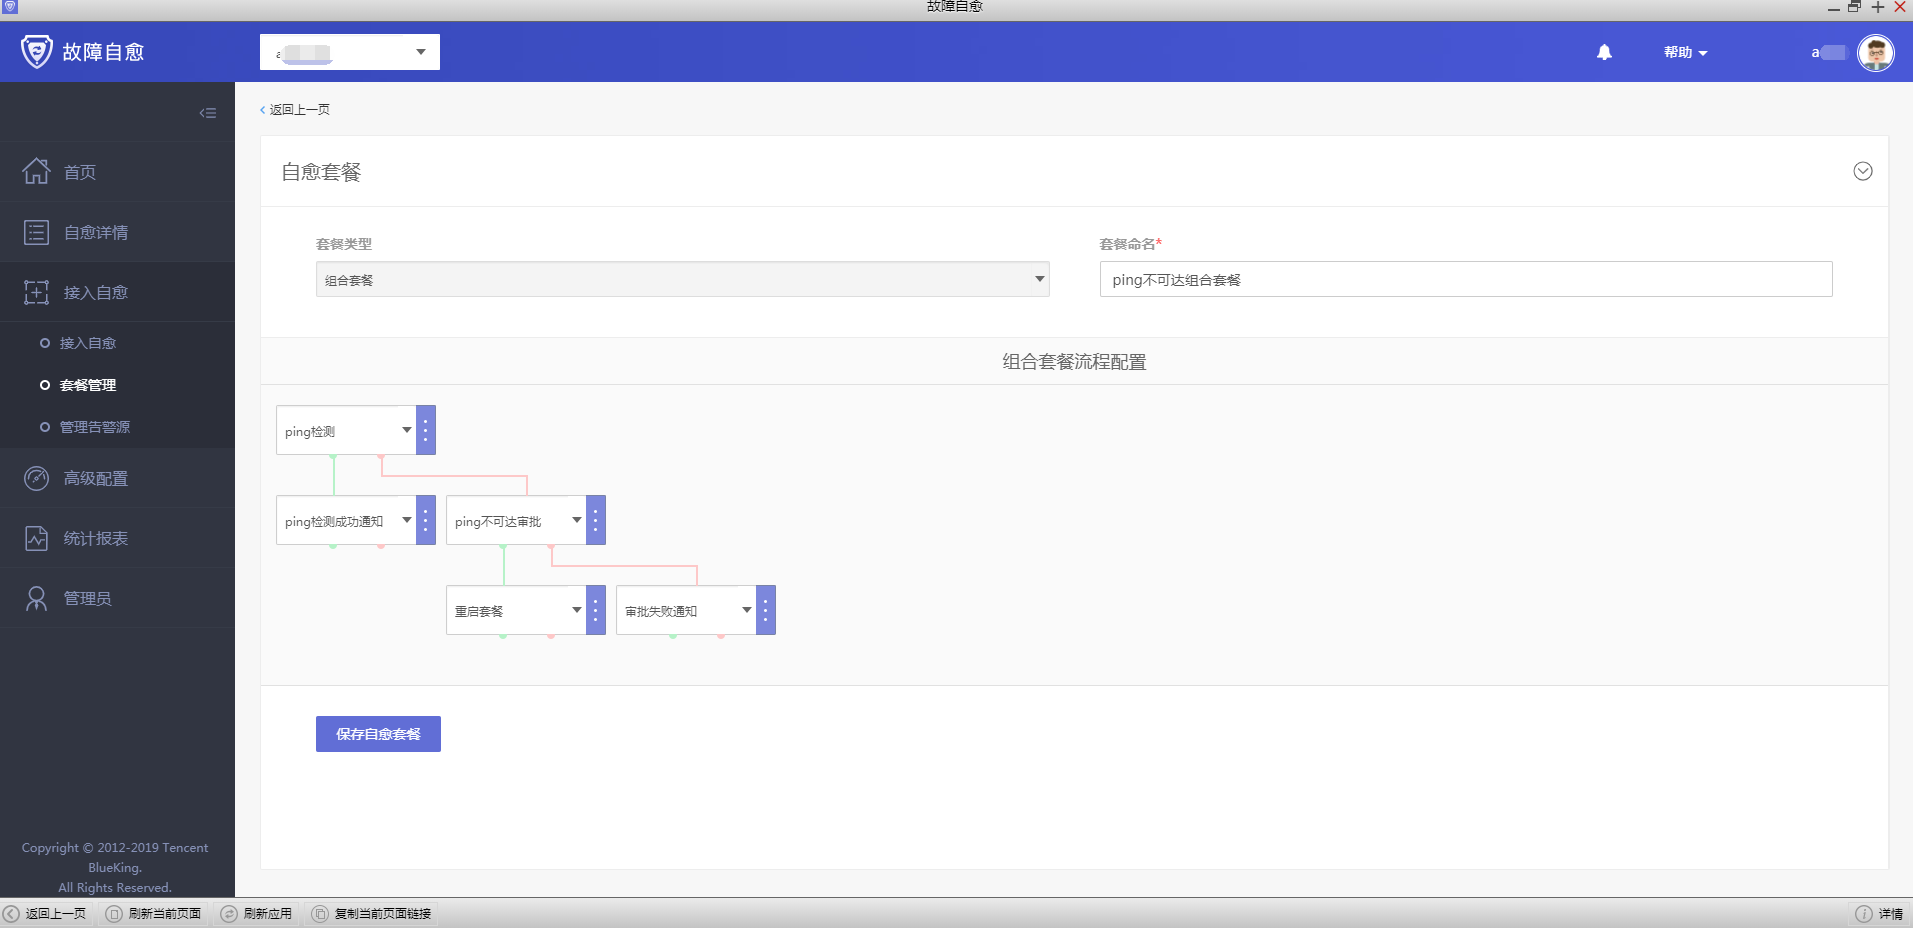 故障自愈
故障自愈
a
帮助
a
返回上一页
首页
自愈详情
接入自愈
接入自愈
套餐管理
管理告警源
高级配置
统计报表
管理员
自愈套餐
套餐类型
套餐命名*
组合套餐
ping不可达组合套餐
组合套餐流程配置
ping检测
ping检测成功通知
ping不可达审批
重启套餐
审批失败通知
保存自愈套餐
Copyright © 2012-2019 Tencent
BlueKing.
All Rights Reserved.
返回上一页
刷新当前页面
刷新应用
复制当前页面链接
详情